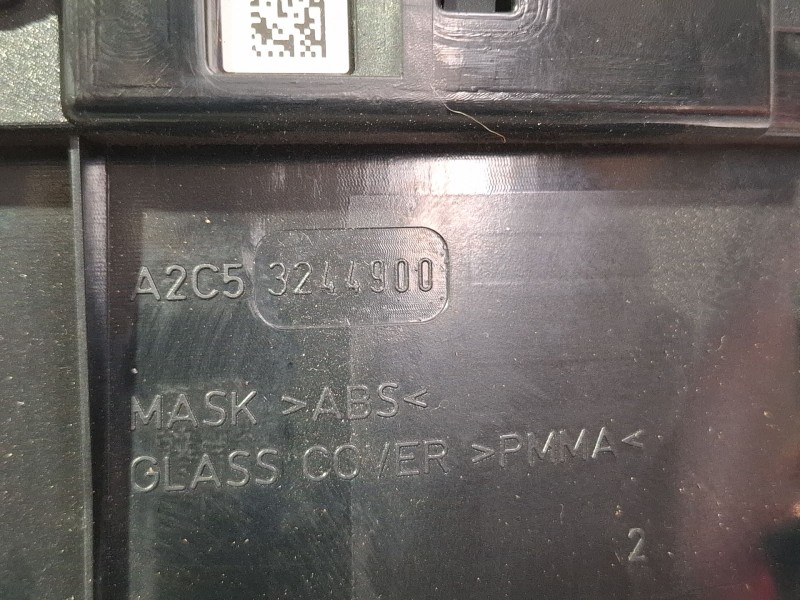 A2C5 3244900
MASK >ABS<
GLASS COVER >PMMA<
2